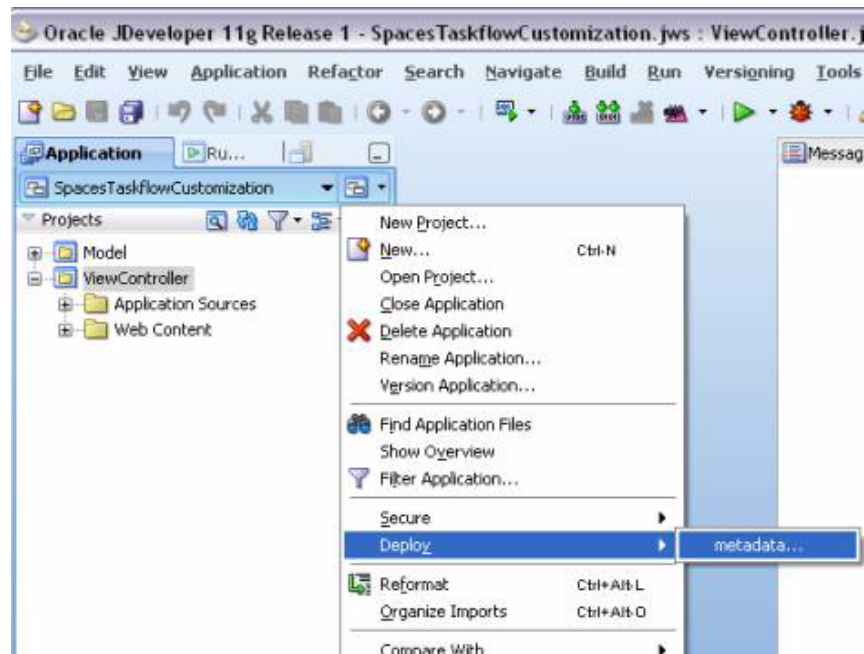 Oracle JDeveloper 11g Release 1 - SpacesTaskflowCustomization.jws : ViewController.j
File Edit View Application Refactor Search Navigate Build Run Versioning Tools
Application Ru... Messag
SpacesTaskflowCustomization
Projects
Model
ViewController
Application Sources
Web Content
New Project...
New... Ctrl-N
Open Project...
Close Application
Delete Application
Rename Application...
Version Application...
Find Application Files
Show Overview
Filter Application...
Secure
Deploy metadata...
Reformat Ctrl+Alt-L
Organize Imports Ctrl+Alt-O
Compare With